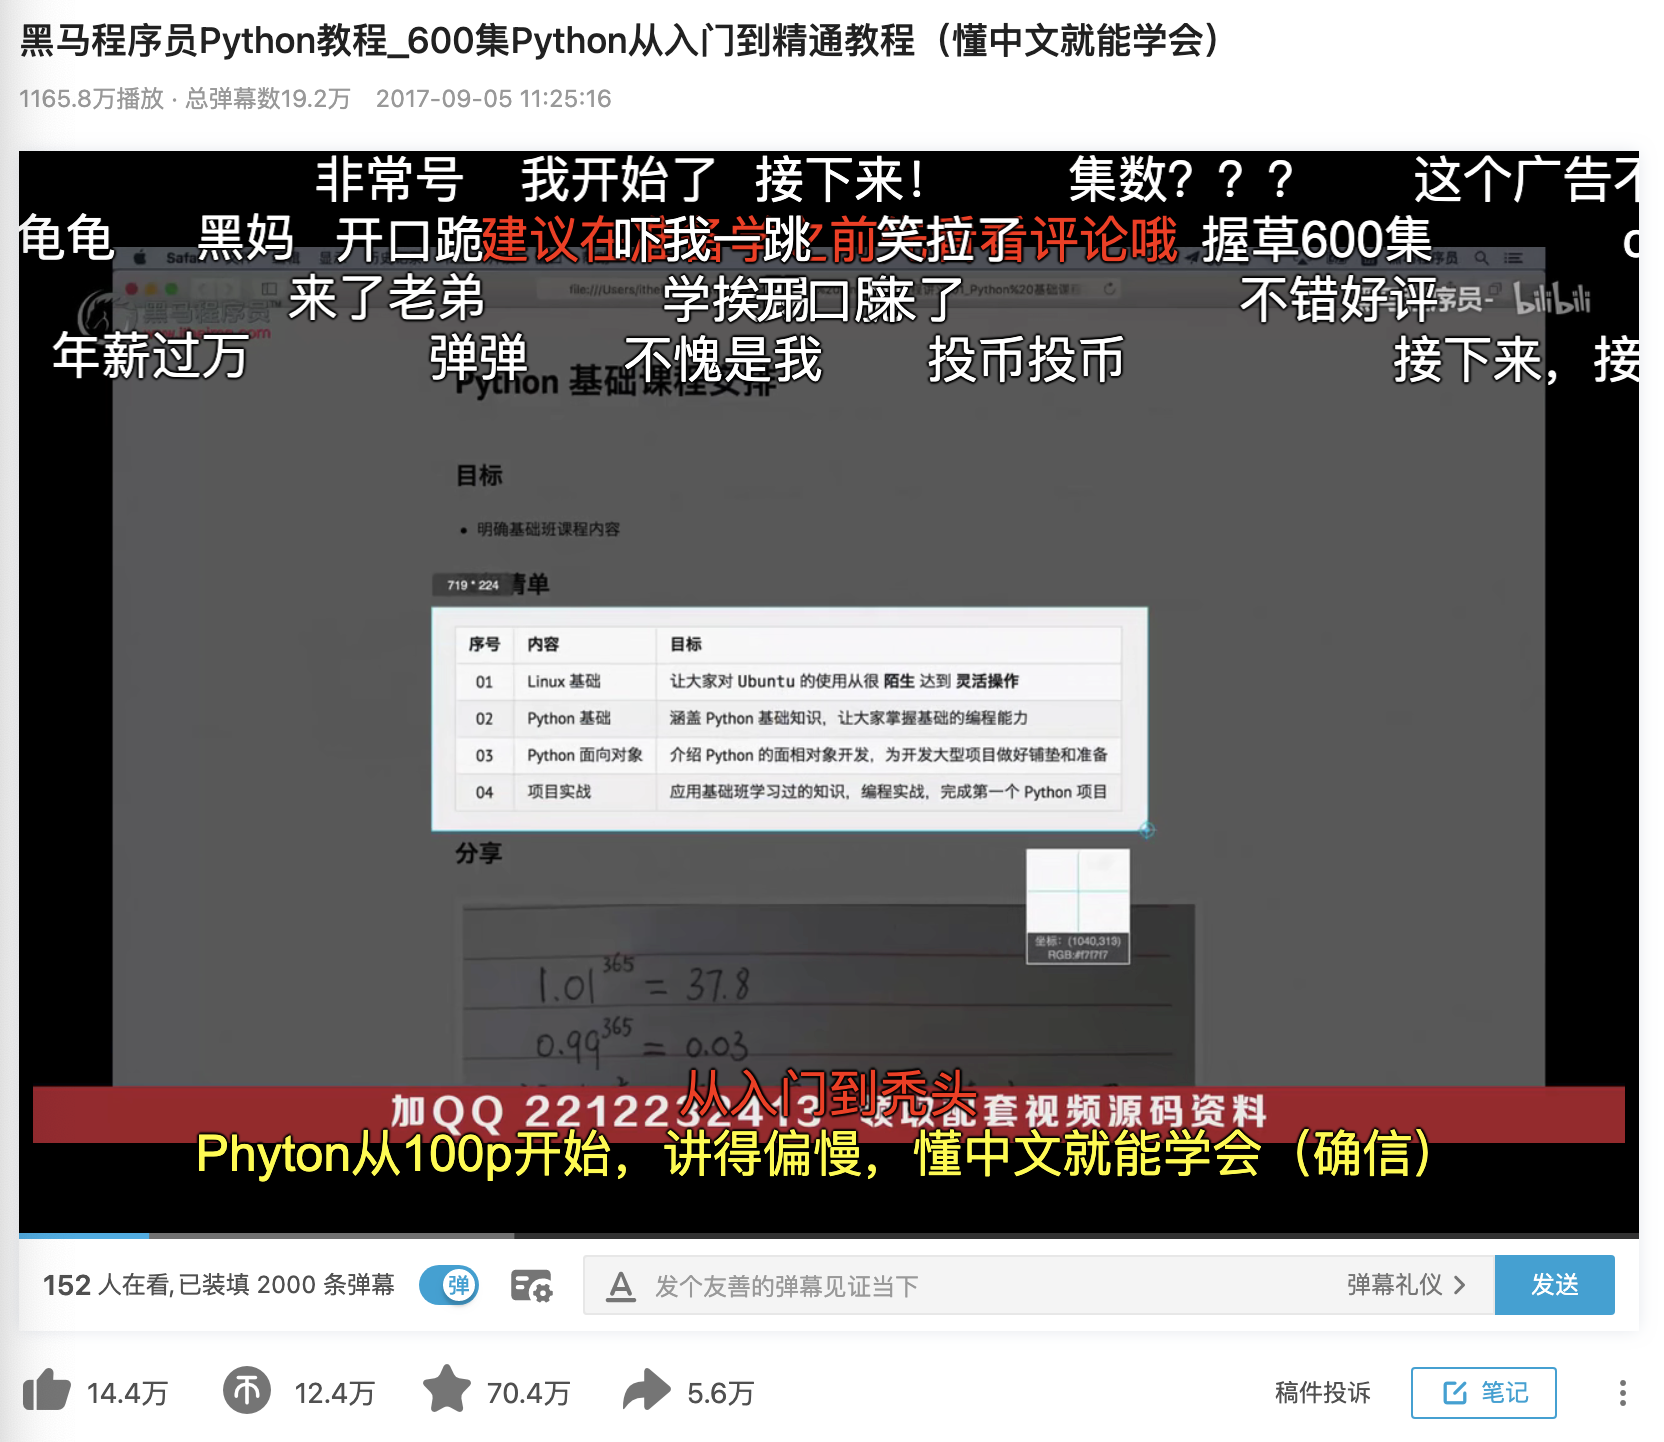 黑马程序员Python教程_600集Python从入门到精通教程（懂中文就能学会）
1165.8万播放 · 总弹幕数19.2万 2017-09-05 11:25:16
非常号 我开始了 接下来！ 集数？？？ 这个广告不
龟龟 黑妈 开口跪 吓我一跳 笑拉了 握草600集
来了老弟 学挨踢 来了 不错好评 bilibili
年薪过万 弹弹 不愧是我 投币投币 接下来，接
Python 基础课程安排
目标
明确基础班课程内容
719 * 224 清单
序号 内容 目标
01 Linux 基础 让大家对 Ubuntu 的使用从很 陌生 达到 灵活操作
02 Python 基础 涵盖 Python 基础知识，让大家掌握基础的编程能力
03 Python 面向对象 介绍 Python 的面相对象开发，为开发大型项目做好铺垫和准备
04 项目实战 应用基础班学习过的知识，编程实战，完成第一个 Python 项目
分享
坐标：(1040,313)
RGB:#f7f7f7
1.01^365 = 37.8
0.99^365 = 0.03
从入门到秃头
加QQ 2212232413 领取配套视频源码资料
Phyton从100p开始，讲得偏慢，懂中文就能学会（确信）
152 人在看,已装填 2000 条弹幕 弹 发个友善的弹幕见证当下 弹幕礼仪 发送
14.4万 12.4万 70.4万 5.6万 稿件投诉 笔记